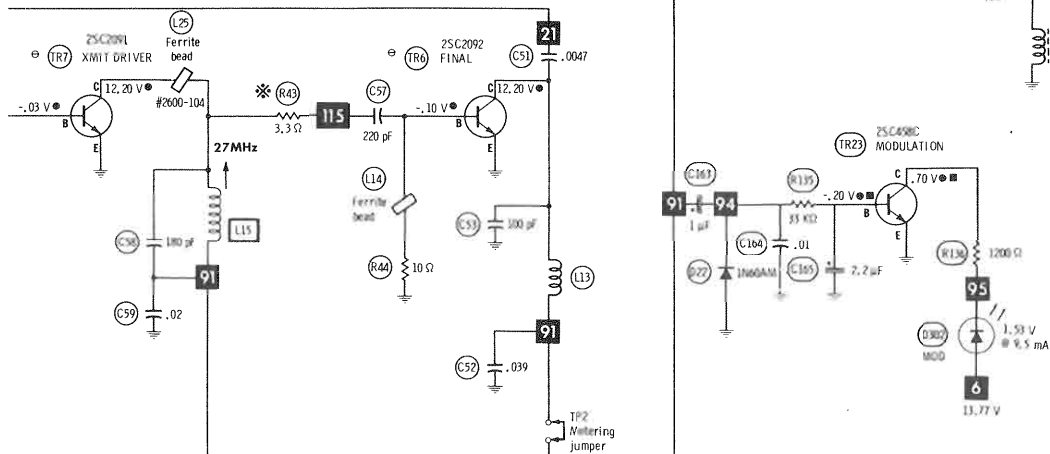 L25
Ferrite
bead
2SC2091
TR7 XMIT DRIVER
C 12.20 V
-.03 V
B
#2600-104
E
27MHz
※ R43
3.3 Ω
115
C57
220 pF
2SC2092
TR6 FINAL
C 12.20 V
-.10 V
B
E
21
C51 .0047
L14
Ferrite
bead
R44 10 Ω
C58 180 pF
L15
91
C59 .02
C53 500 pF
L13
91
C52 .039
TP2
Metering
jumper
2SC458C
TR23 MODULATION
C .70 V
-.20 V
B
E
91
C163
1 µF
94
R135
33 KΩ
C164 .01
C165 2.2 µF
D22 1N60AM
R136 1200 Ω
95
D302
MOD
1.53 V
@ 9.5 mA
6
13.77 V